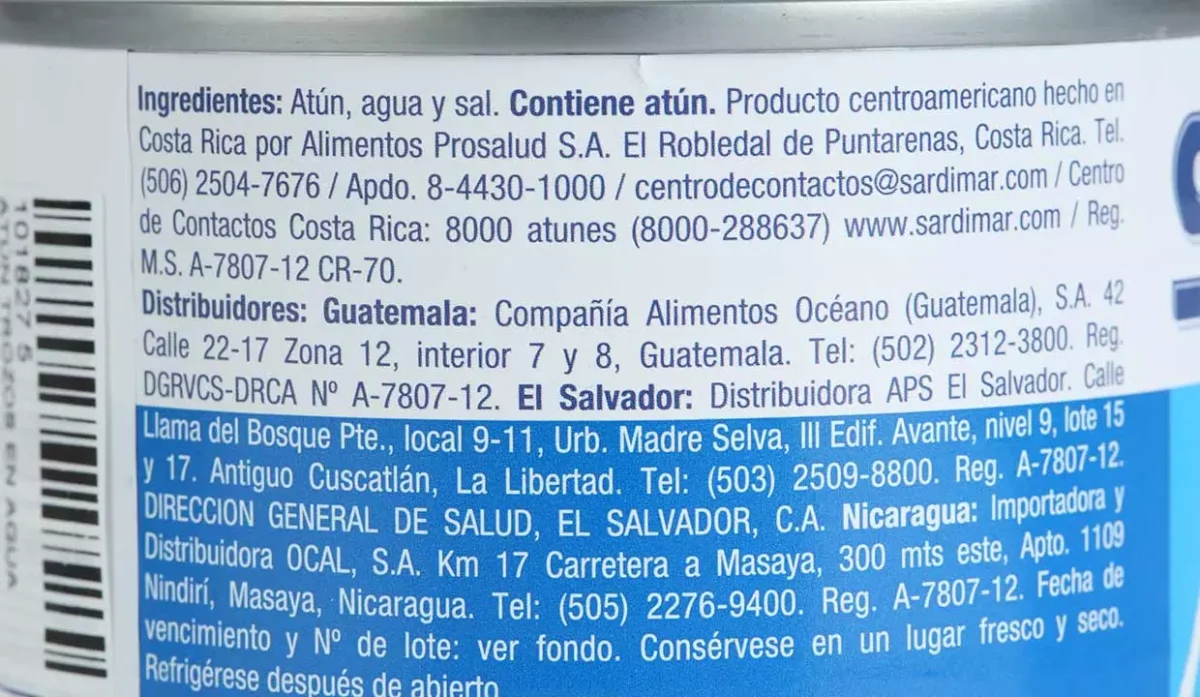 Ingredientes: Atún, agua y sal. Contiene atún. Producto centroamericano hecho en
Costa Rica por Alimentos Prosalud S.A. El Robledal de Puntarenas, Costa Rica. Tel.
(506) 2504-7676 / Apdo. 8-4430-1000 / centrodecontactos@sardimar.com / Centro
de Contactos Costa Rica: 8000 atunes (8000-288637) www.sardimar.com / Reg.
M.S. A-7807-12 CR-70.
Distribuidores: Guatemala: Compañía Alimentos Océano (Guatemala), S.A. 42
Calle 22-17 Zona 12, interior 7 y 8, Guatemala. Tel: (502) 2312-3800. Reg.
DGRVCS-DRCA Nº A-7807-12. El Salvador: Distribuidora APS El Salvador. Calle
Llama del Bosque Pte., local 9-11, Urb. Madre Selva, III Edif. Avante, nivel 9, lote 15
y 17. Antiguo Cuscatlán, La Libertad. Tel: (503) 2509-8800. Reg. A-7807-12.
DIRECCION GENERAL DE SALUD, EL SALVADOR, C.A. Nicaragua: Importadora y
Distribuidora OCAL, S.A. Km 17 Carretera a Masaya, 300 mts este, Apto. 1109
Nindirí, Masaya, Nicaragua. Tel: (505) 2276-9400. Reg. A-7807-12. Fecha de
vencimiento y Nº de lote: ver fondo. Consérvese en un lugar fresco y seco.
Refrigérese después de abierto
101827 5
ATUN TROZOS EN AGUA